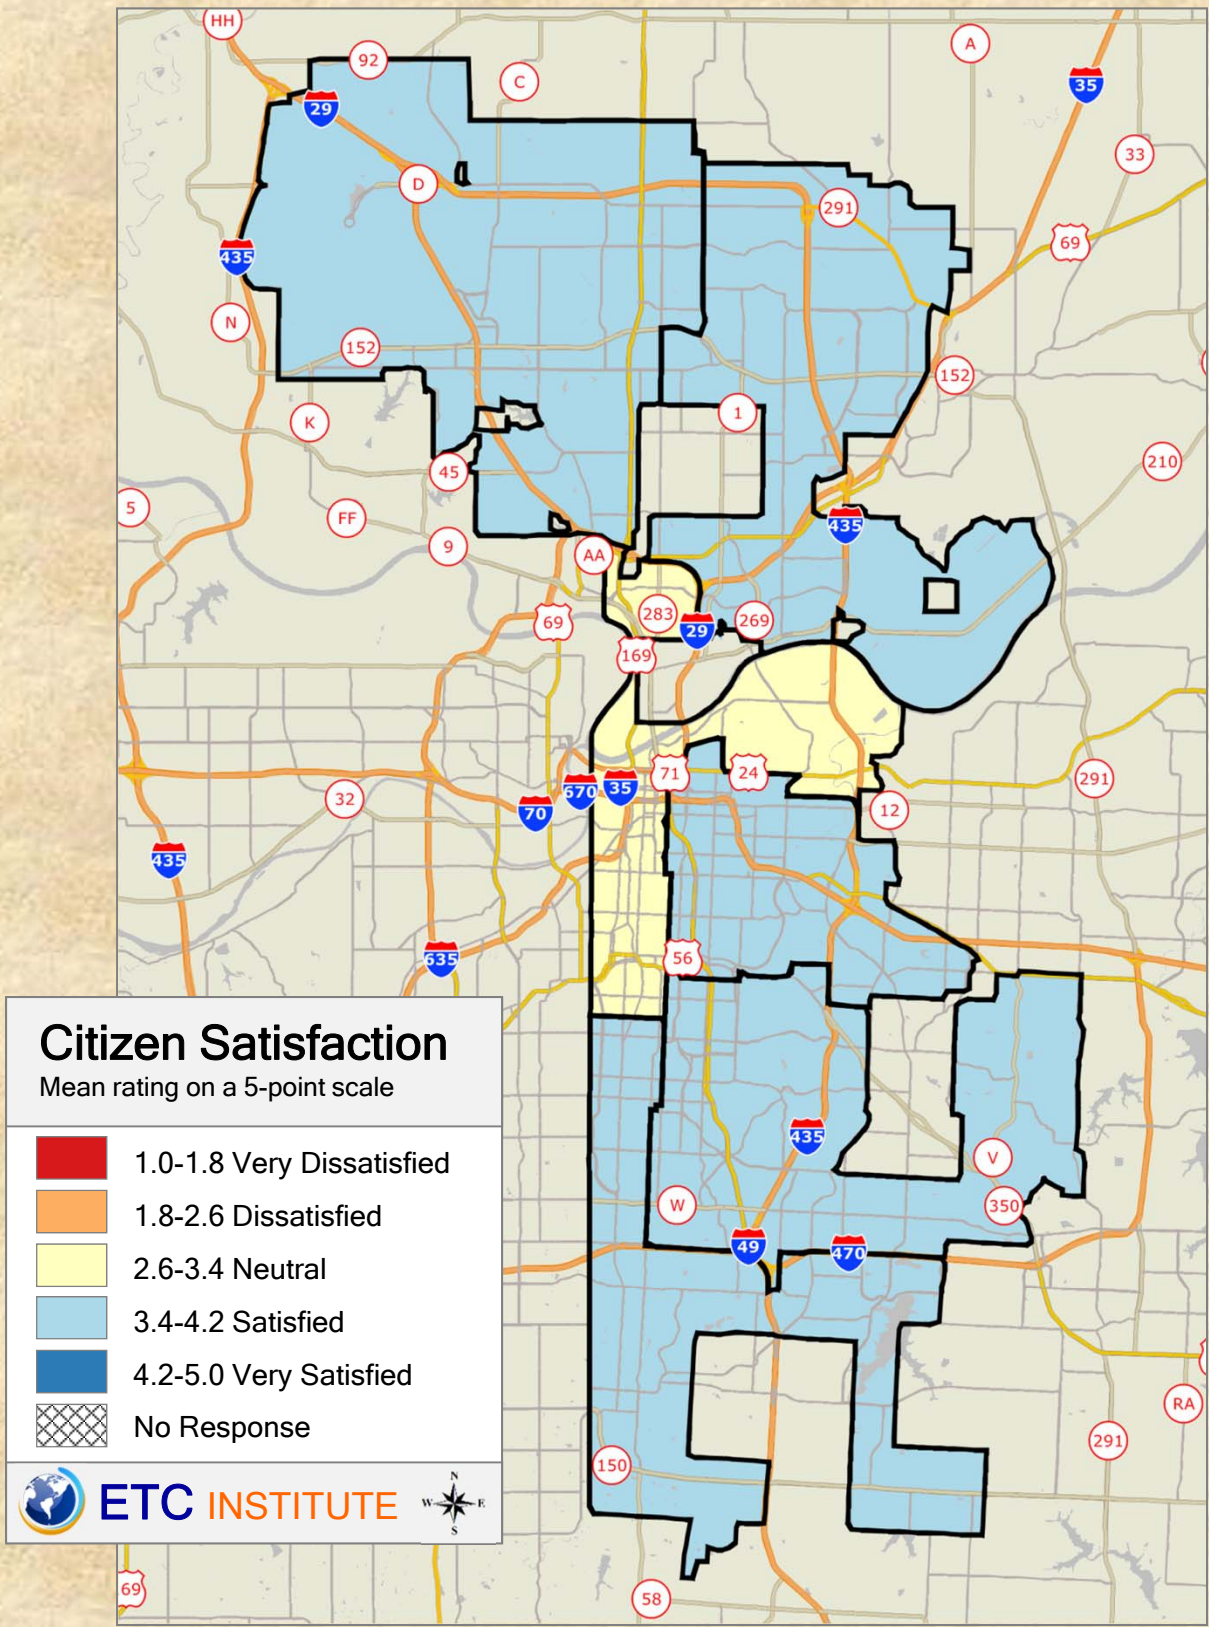 HH
92
C
A
29
35
33
D
291
69
435
N
152
152
1
K
45
210
5
FF
435
9
AA
283
269
69
29
169
71
24
291
670
35
32
70
12
435
56
635
Citizen Satisfaction
Mean rating on a 5-point scale
1.0-1.8 Very Dissatisfied
1.8-2.6 Dissatisfied
2.6-3.4 Neutral
3.4-4.2 Satisfied
4.2-5.0 Very Satisfied
No Response
ETC INSTITUTE
N
W E
S
435
V
W
350
49
470
RA
291
150
69
58